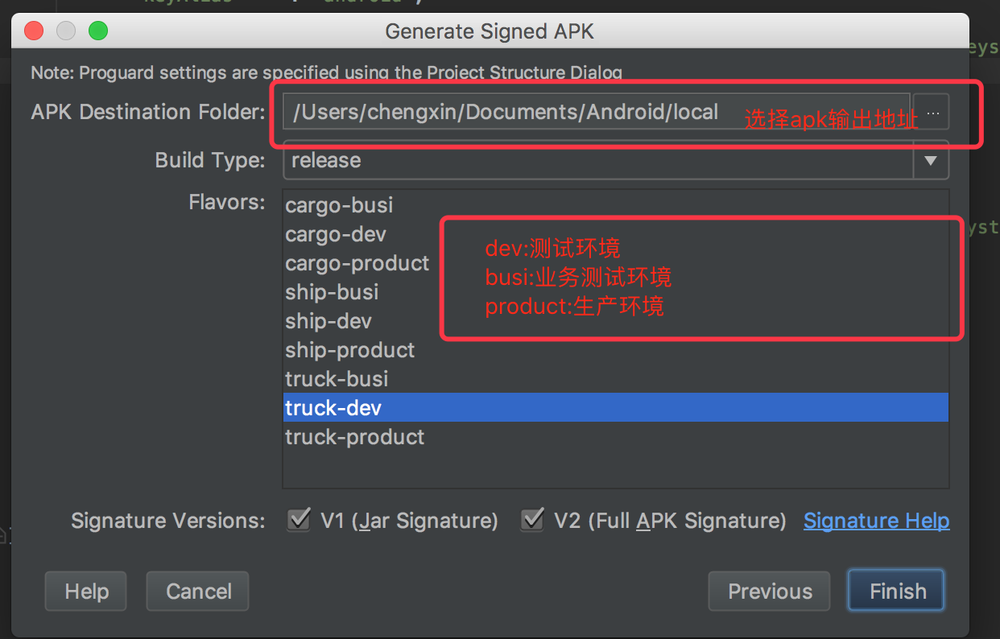 Generate Signed APK
Note: Proguard settings are specified using the Project Structure Dialog
APK Destination Folder: /Users/chengxin/Documents/Android/local 选择apk输出地址 ...
Build Type: release
Flavors:
cargo-busi
cargo-dev
cargo-product
ship-busi
ship-dev
ship-product
truck-busi
truck-dev
truck-product
dev:测试环境
busi:业务测试环境
product:生产环境
Signature Versions: V1 (Jar Signature) V2 (Full APK Signature) Signature Help
Help Cancel Previous Finish